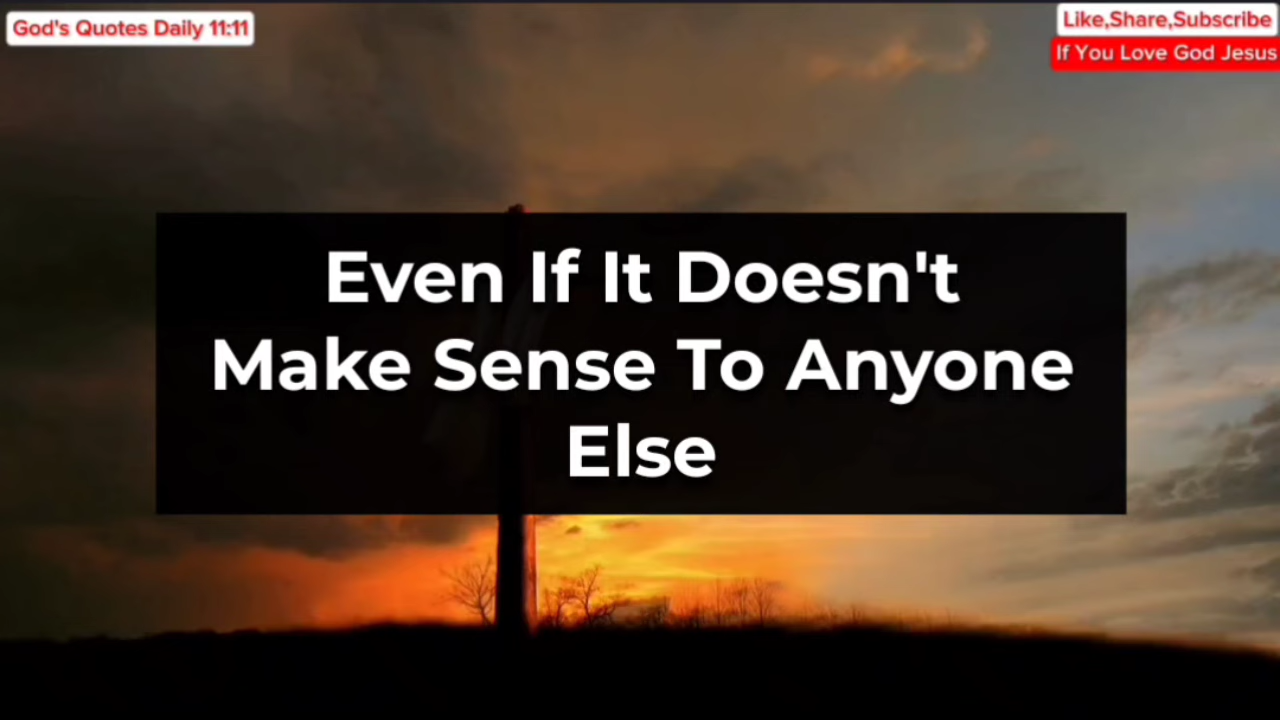 God's Quotes Daily 11:11
Like,Share,Subscribe
If You Love God Jesus
Even If It Doesn't
Make Sense To Anyone
Else